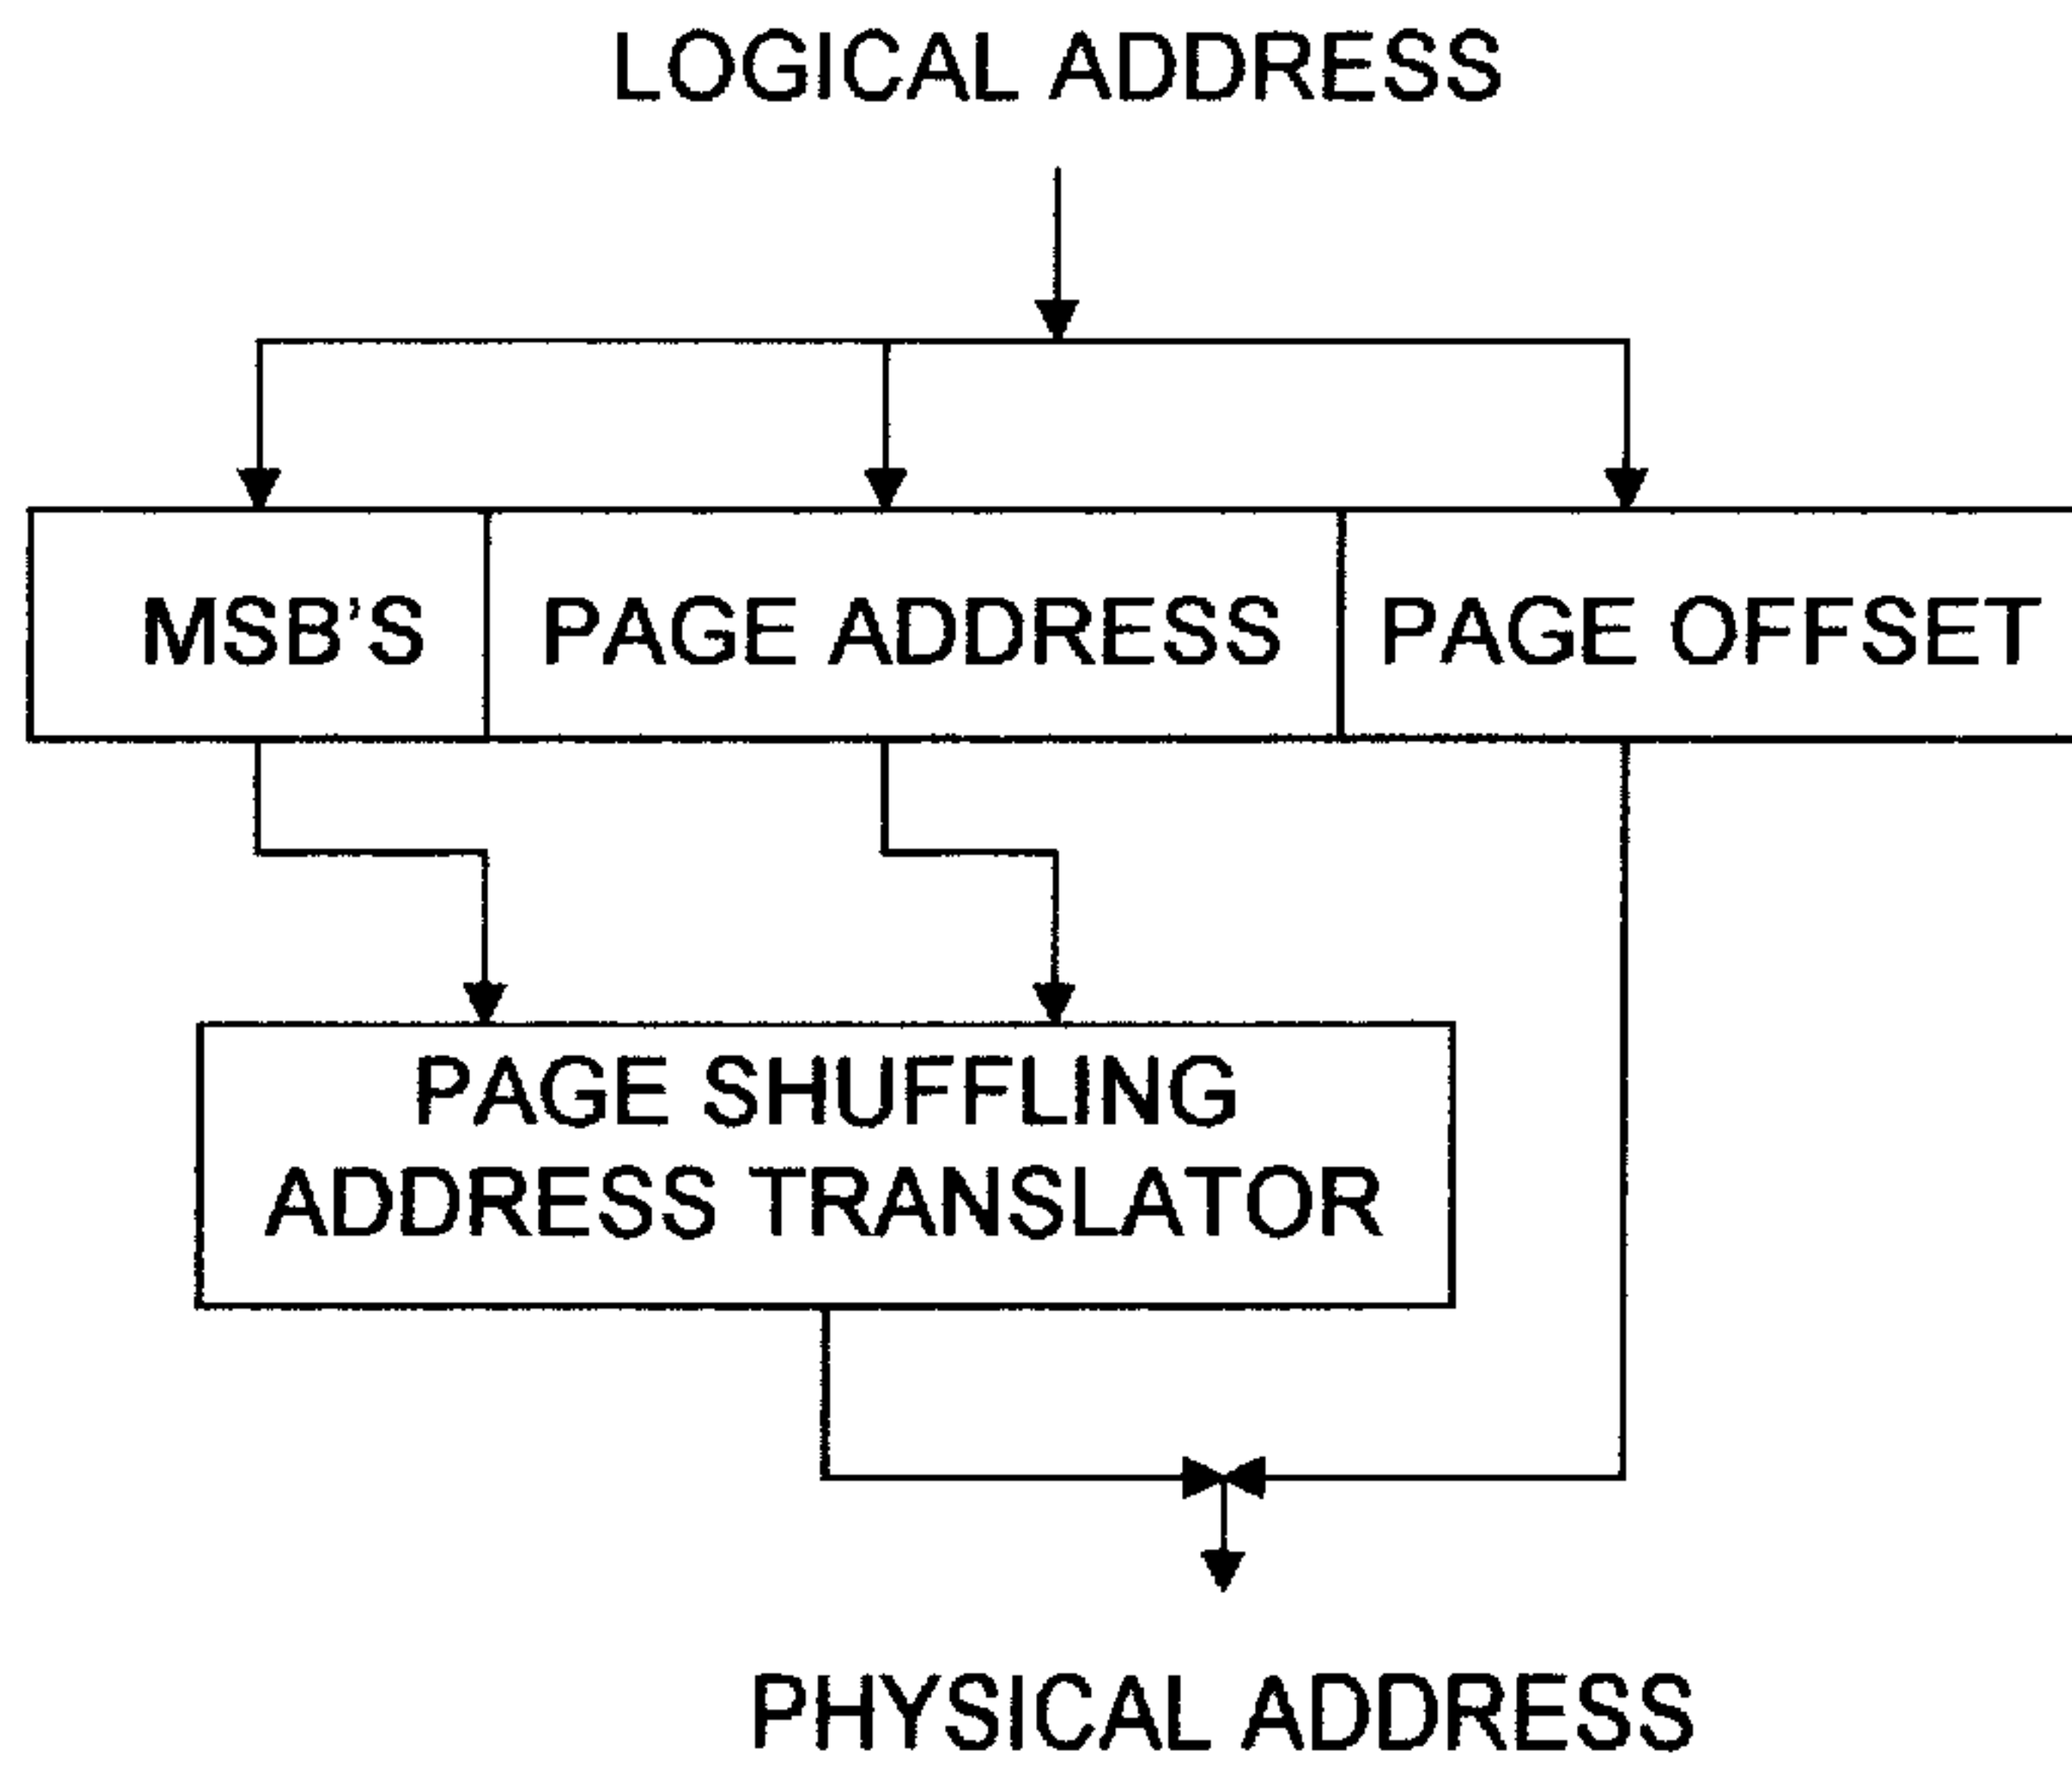 LOGICAL ADDRESS
MSB'S PAGE ADDRESS PAGE OFFSET
PAGE SHUFFLING
ADDRESS TRANSLATOR
PHYSICAL ADDRESS